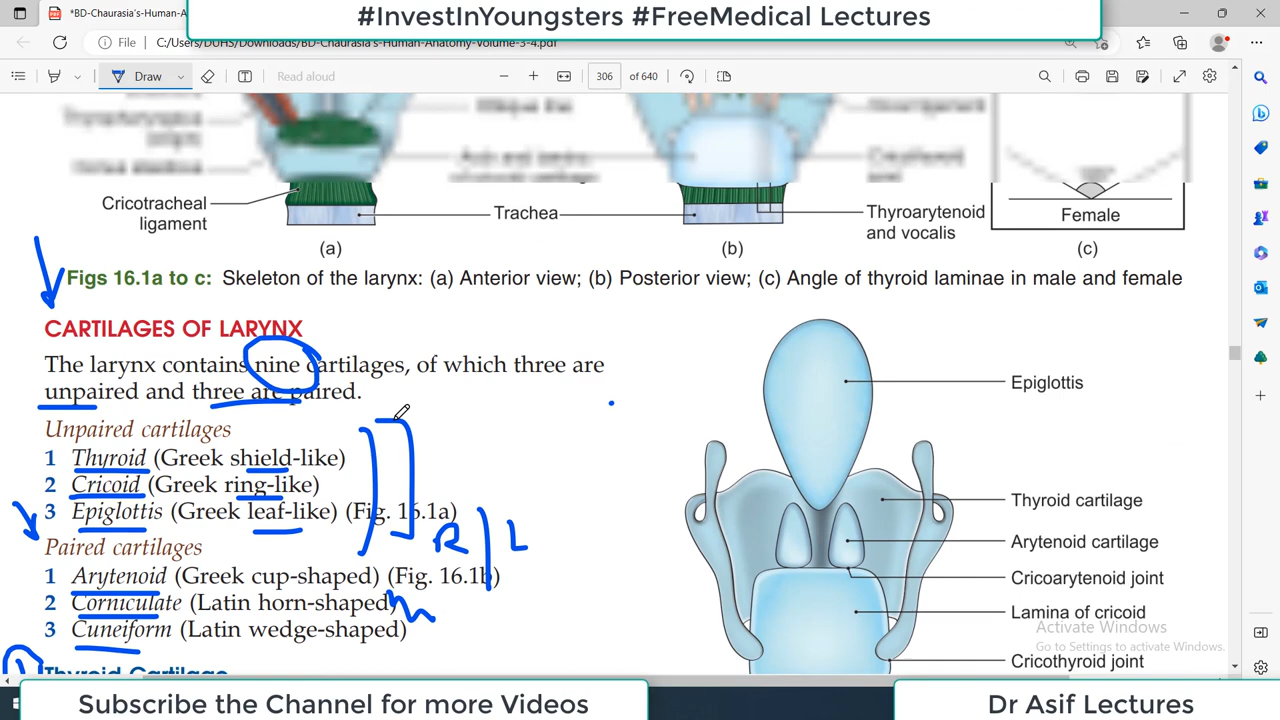 #InvestInYoungsters #FreeMedical Lectures
*BD-Chaurasia's-Human-A
File
C:/Users/DUHS/Downloads/BD-Chaurasia's-Human-Anatomy-Volume-3-4.pdf
Draw
Read aloud
306 of 640
Cricotracheal
ligament
Trachea
Thyroarytenoid
and vocalis
Female
(a)
(b)
(c)
Figs 16.1a to c: Skeleton of the larynx: (a) Anterior view; (b) Posterior view; (c) Angle of thyroid laminae in male and female
CARTILAGES OF LARYNX
The larynx contains nine cartilages, of which three are
unpaired and three are paired.
Unpaired cartilages
1 Thyroid (Greek shield-like)
2 Cricoid (Greek ring-like)
3 Epiglottis (Greek leaf-like) (Fig. 16.1a)
R | L
Paired cartilages
1 Arytenoid (Greek cup-shaped) (Fig. 16.1b)
2 Corniculate (Latin horn-shaped)
3 Cuneiform (Latin wedge-shaped)
1 Thyroid Cartilage
Epiglottis
Thyroid cartilage
Arytenoid cartilage
Cricoarytenoid joint
Lamina of cricoid
Cricothyroid joint
Activate Windows
Go to Settings to activate Windows.
Subscribe the Channel for more Videos
Dr Asif Lectures